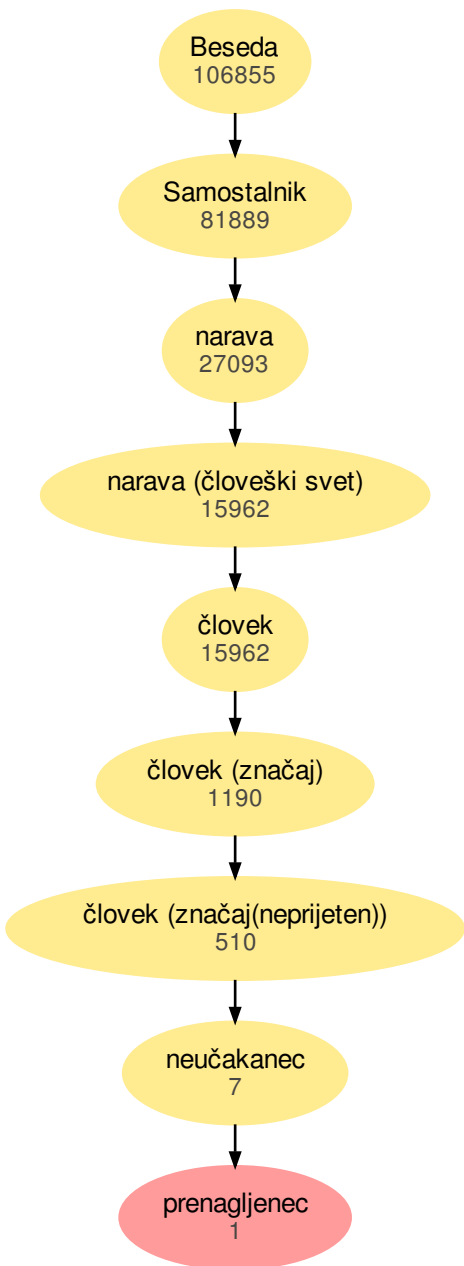 Beseda
106855
Samostalnik
81889
narava
27093
narava (človeški svet)
15962
človek
15962
človek (značaj)
1190
človek (značaj(neprijeten))
510
neučakanec
7
prenagljenec
1